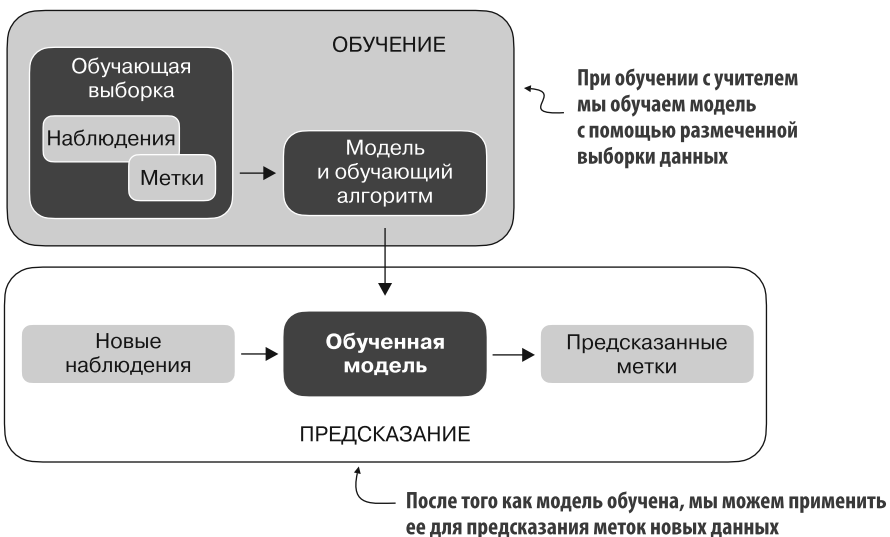 ОБУЧЕНИЕ
Обучающая
выборка
Наблюдения
Метки
Модель
и обучающий
алгоритм
При обучении с учителем
мы обучаем модель
с помощью размеченной
выборки данных
Новые
наблюдения
Обученная
модель
Предсказанные
метки
ПРЕДСКАЗАНИЕ
После того как модель обучена, мы можем применить
ее для предсказания меток новых данных